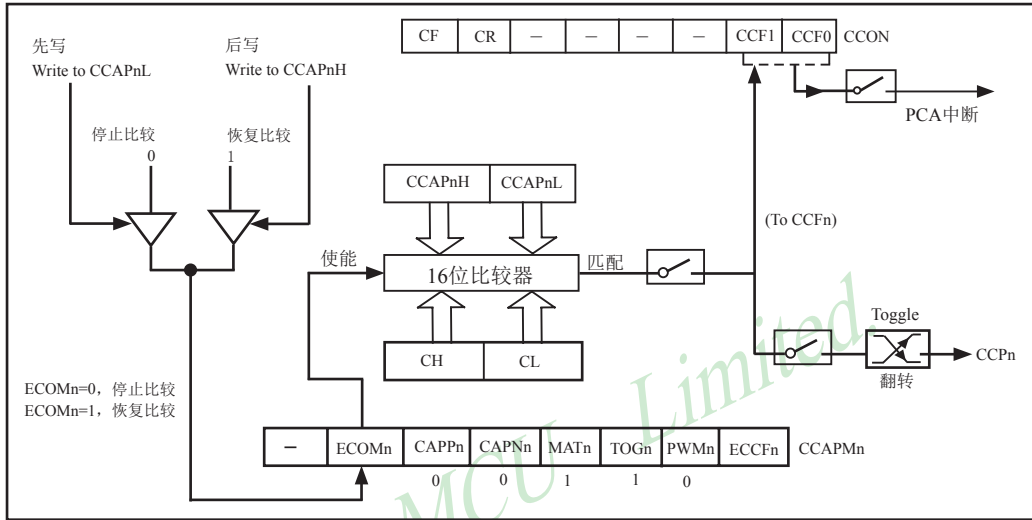 CF CR － － － － CCF1 CCF0 CCON
先写
Write to CCAPnL
后写
Write to CCAPnH
PCA中断
停止比较
0
恢复比较
1
CCAPnH CCAPnL
(To CCFn)
使能
16位比较器
匹配
CH CL
Toggle
CCPn
翻转
ECOMn=0，停止比较
ECOMn=1，恢复比较
－ ECOMn CAPPn CAPNn MATn TOGn PWMn ECCFn CCAPMn
0 0 1 1 0
MCU Limited.